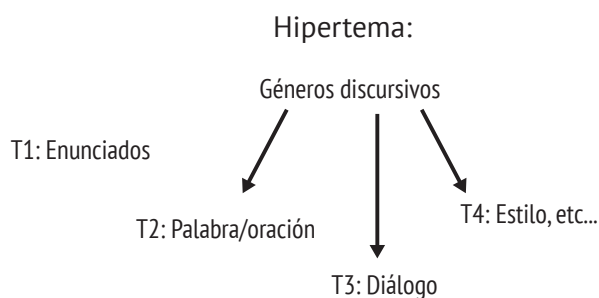 Hipertema:
Géneros discursivos
T1: Enunciados
T2: Palabra/oración
T4: Estilo, etc...
T3: Diálogo